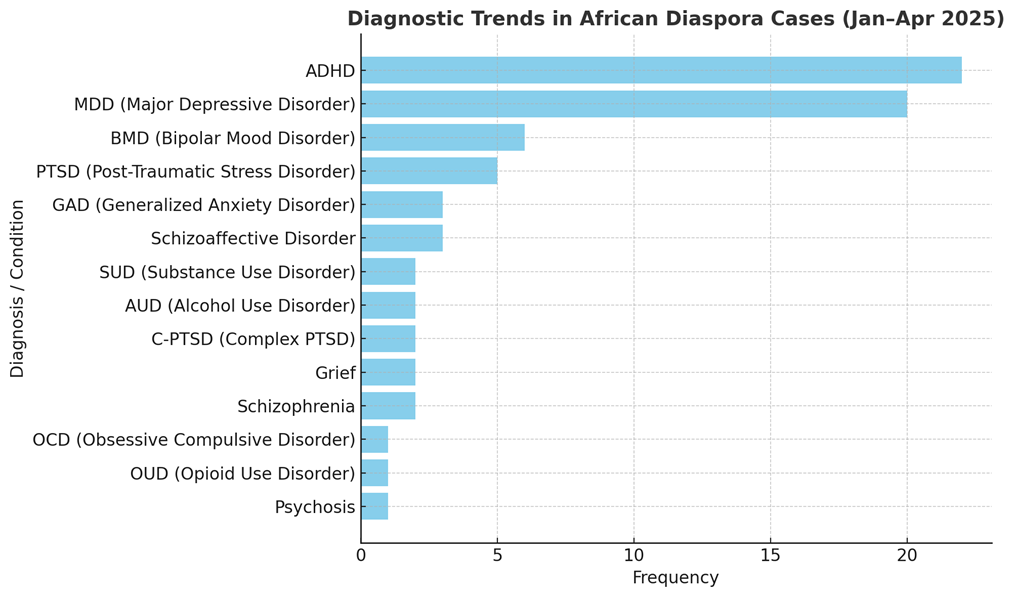 Diagnostic Trends in African Diaspora Cases (Jan–Apr 2025)
Diagnosis / Condition
ADHD
MDD (Major Depressive Disorder)
BMD (Bipolar Mood Disorder)
PTSD (Post-Traumatic Stress Disorder)
GAD (Generalized Anxiety Disorder)
Schizoaffective Disorder
SUD (Substance Use Disorder)
AUD (Alcohol Use Disorder)
C-PTSD (Complex PTSD)
Grief
Schizophrenia
OCD (Obsessive Compulsive Disorder)
OUD (Opioid Use Disorder)
Psychosis
0 5 10 15 20
Frequency